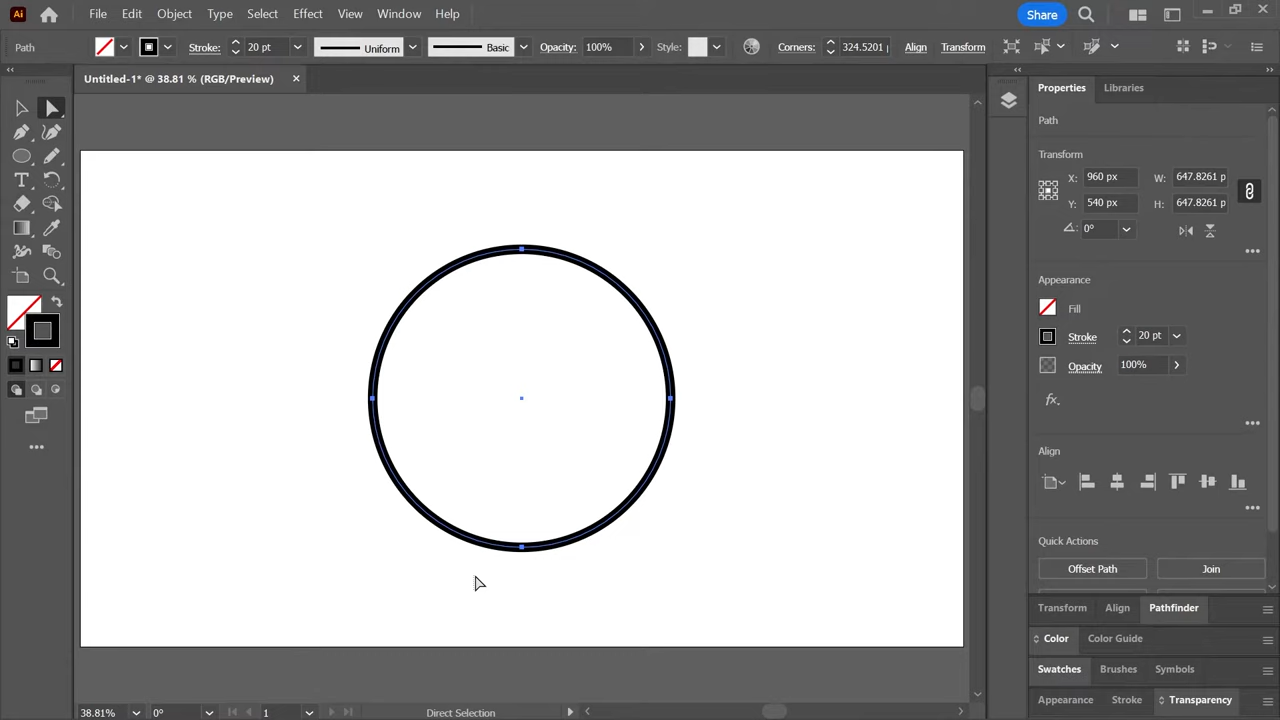 Ai File Edit Object Type Select Effect View Window Help Share
Path Stroke: 20 pt Uniform Basic Opacity: 100% Style: Corners: 324.5201 Align Transform
Untitled-1* @ 38.81 % (RGB/Preview)
Properties Libraries
Path
Transform
X: 960 px W: 647.8261 p
Y: 540 px H: 647.8261 p
0°
Appearance
Fill
Stroke 20 pt
Opacity 100%
fx.
Align
Quick Actions
Offset Path Join
Transform Align Pathfinder
Color Color Guide
Swatches Brushes Symbols
Appearance Stroke Transparency
38.81% 0° 1 Direct Selection